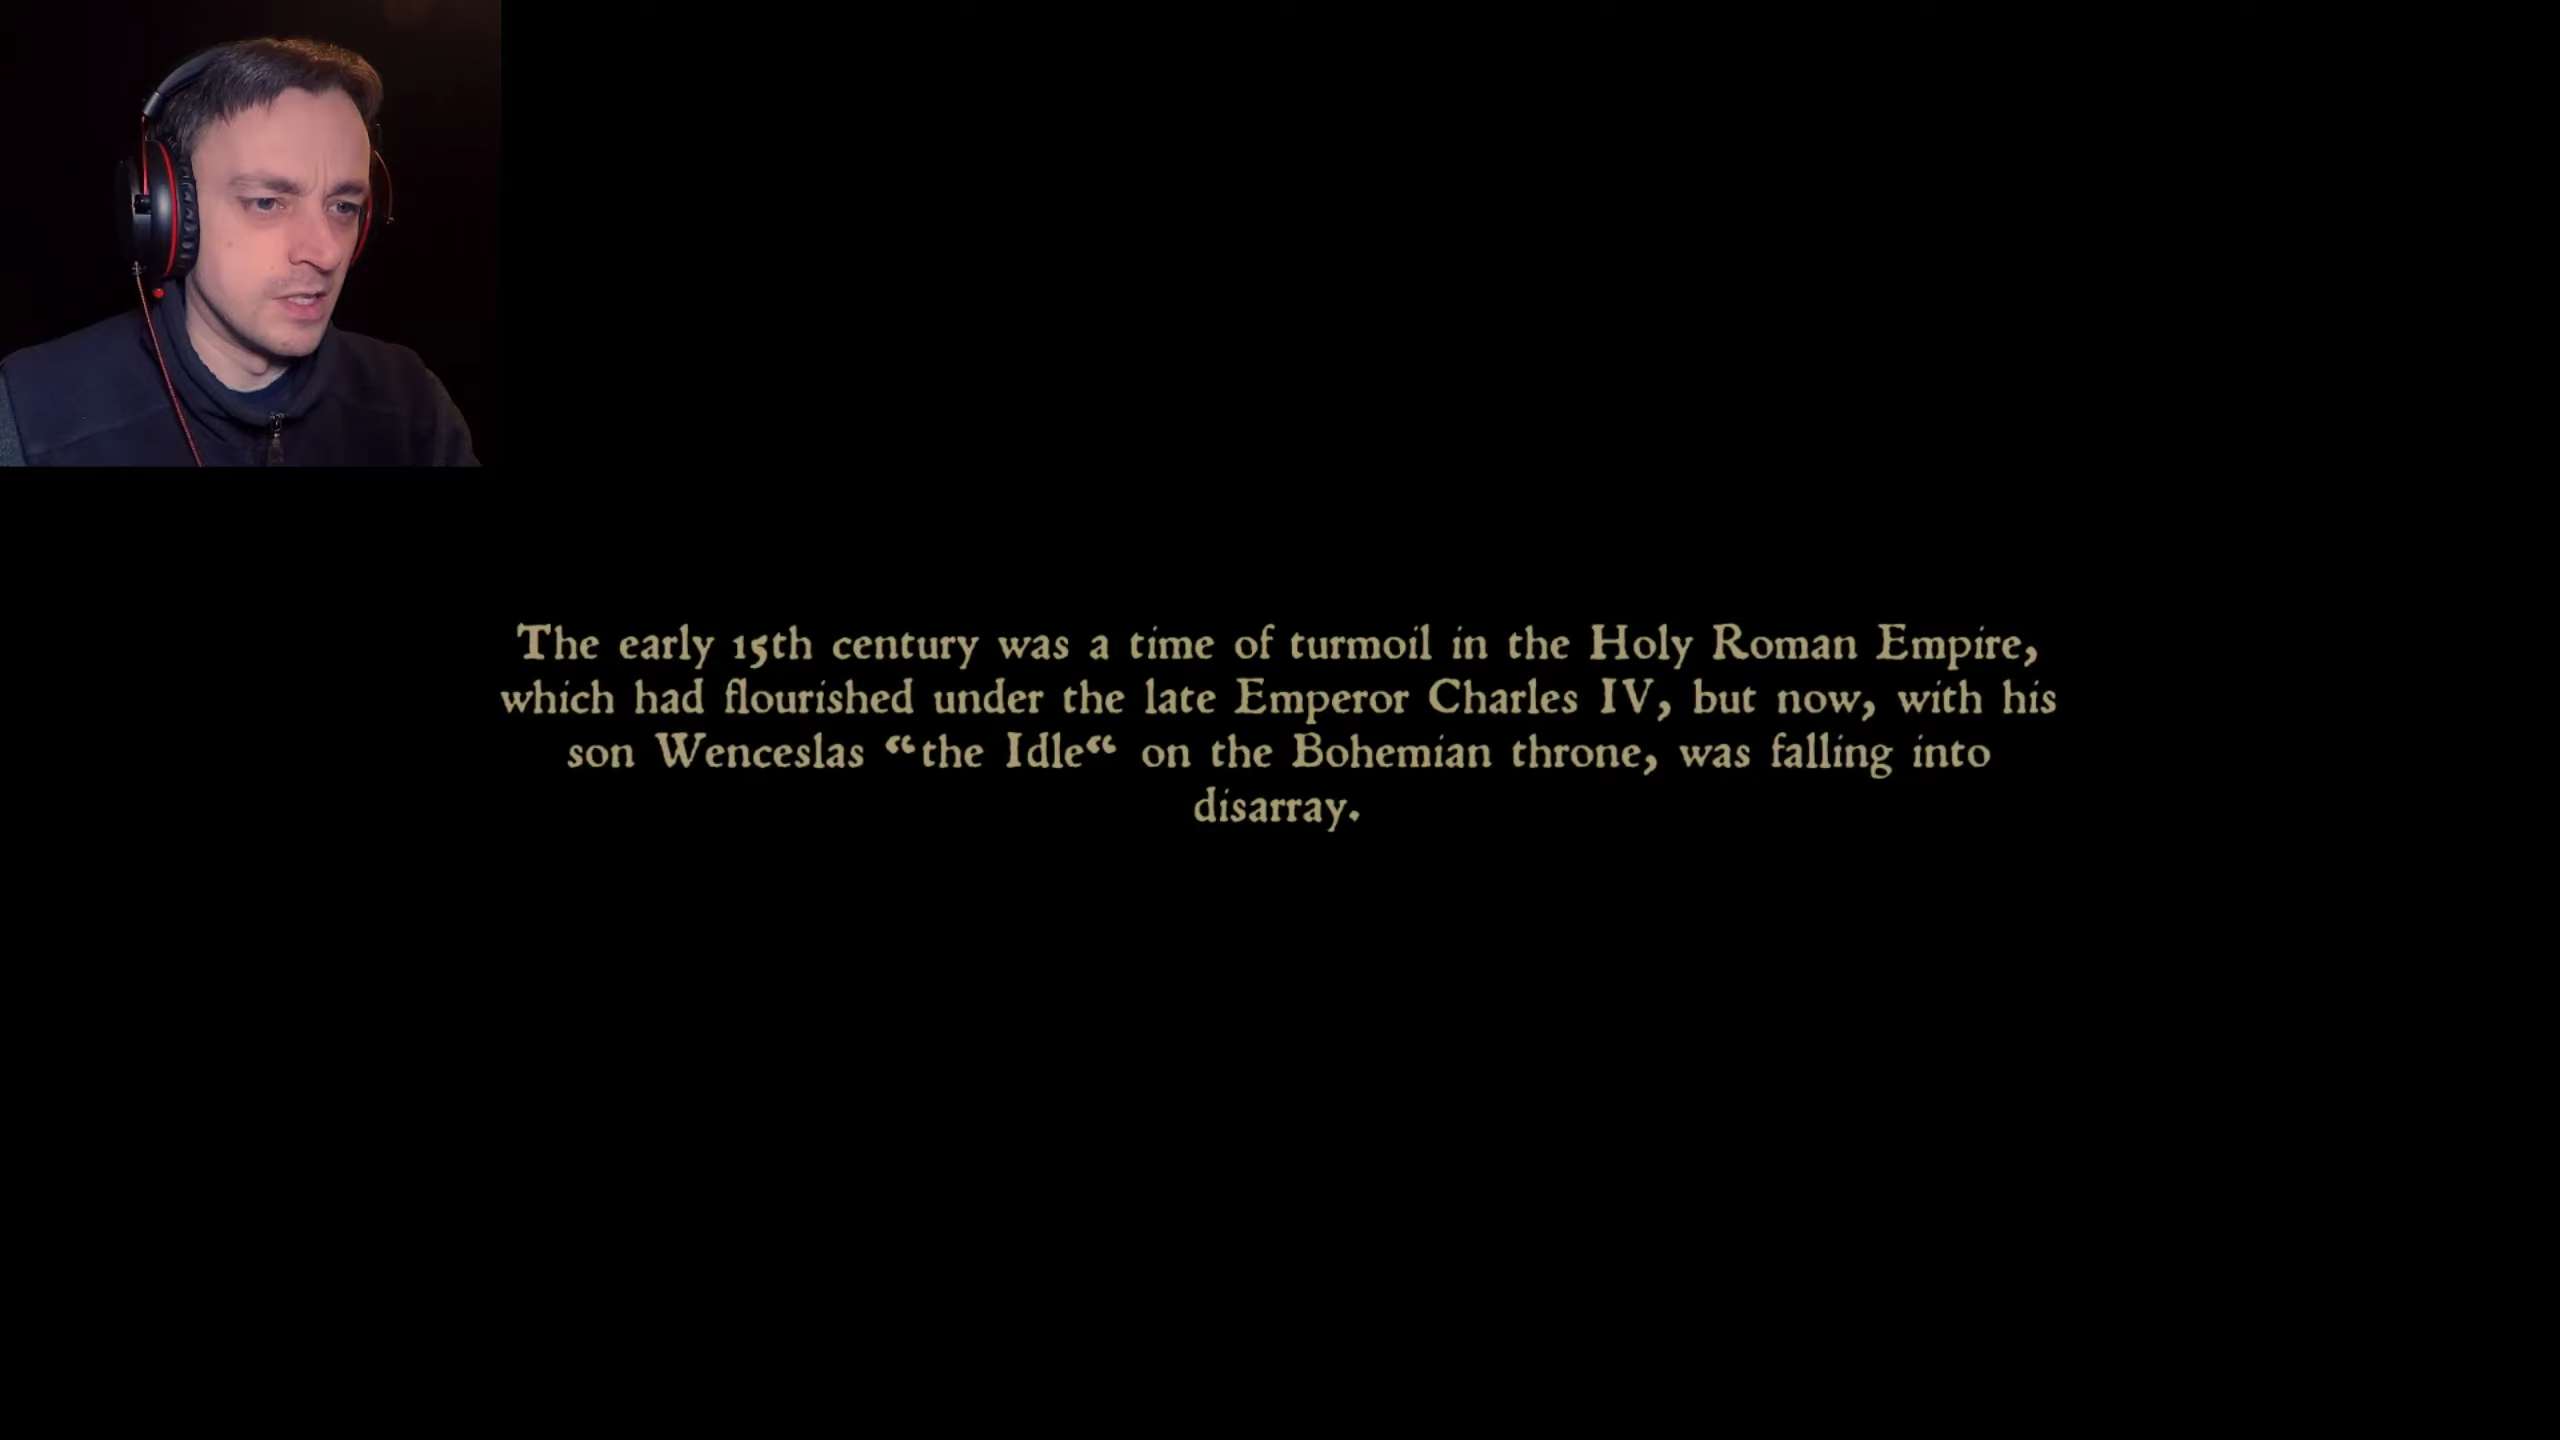 The early 15th century was a time of turmoil in the Holy Roman Empire,
which had flourished under the late Emperor Charles IV, but now, with his
son Wenceslas “the Idle“ on the Bohemian throne, was falling into
disarray.